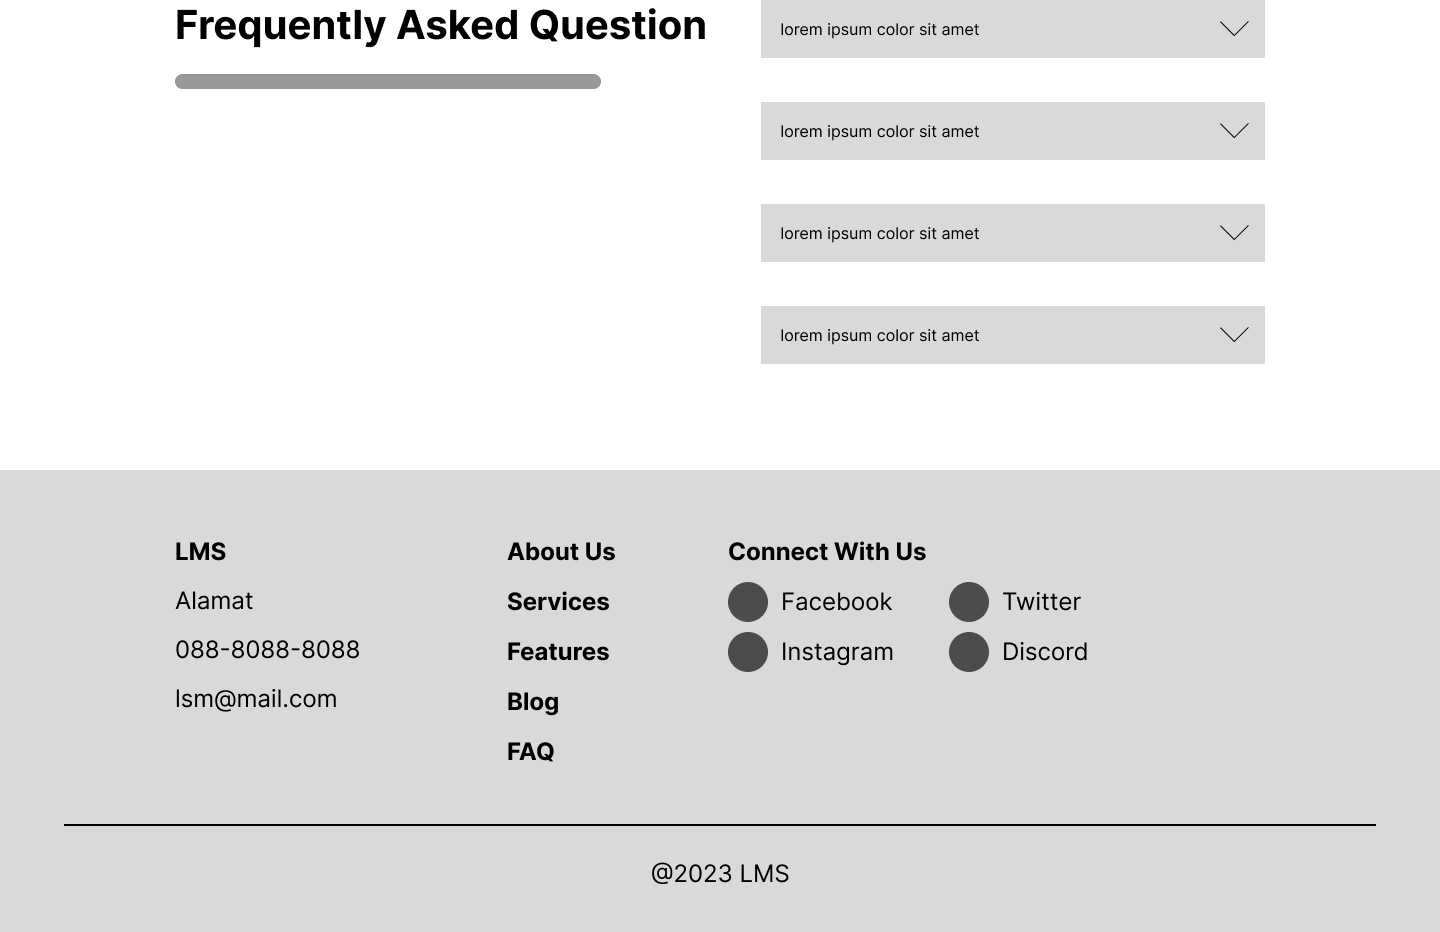 Frequently Asked Question
lorem ipsum color sit amet
lorem ipsum color sit amet
lorem ipsum color sit amet
lorem ipsum color sit amet
LMS
Alamat
088-8088-8088
lsm@mail.com
About Us
Services
Features
Blog
FAQ
Connect With Us
Facebook
Twitter
Instagram
Discord
@2023 LMS